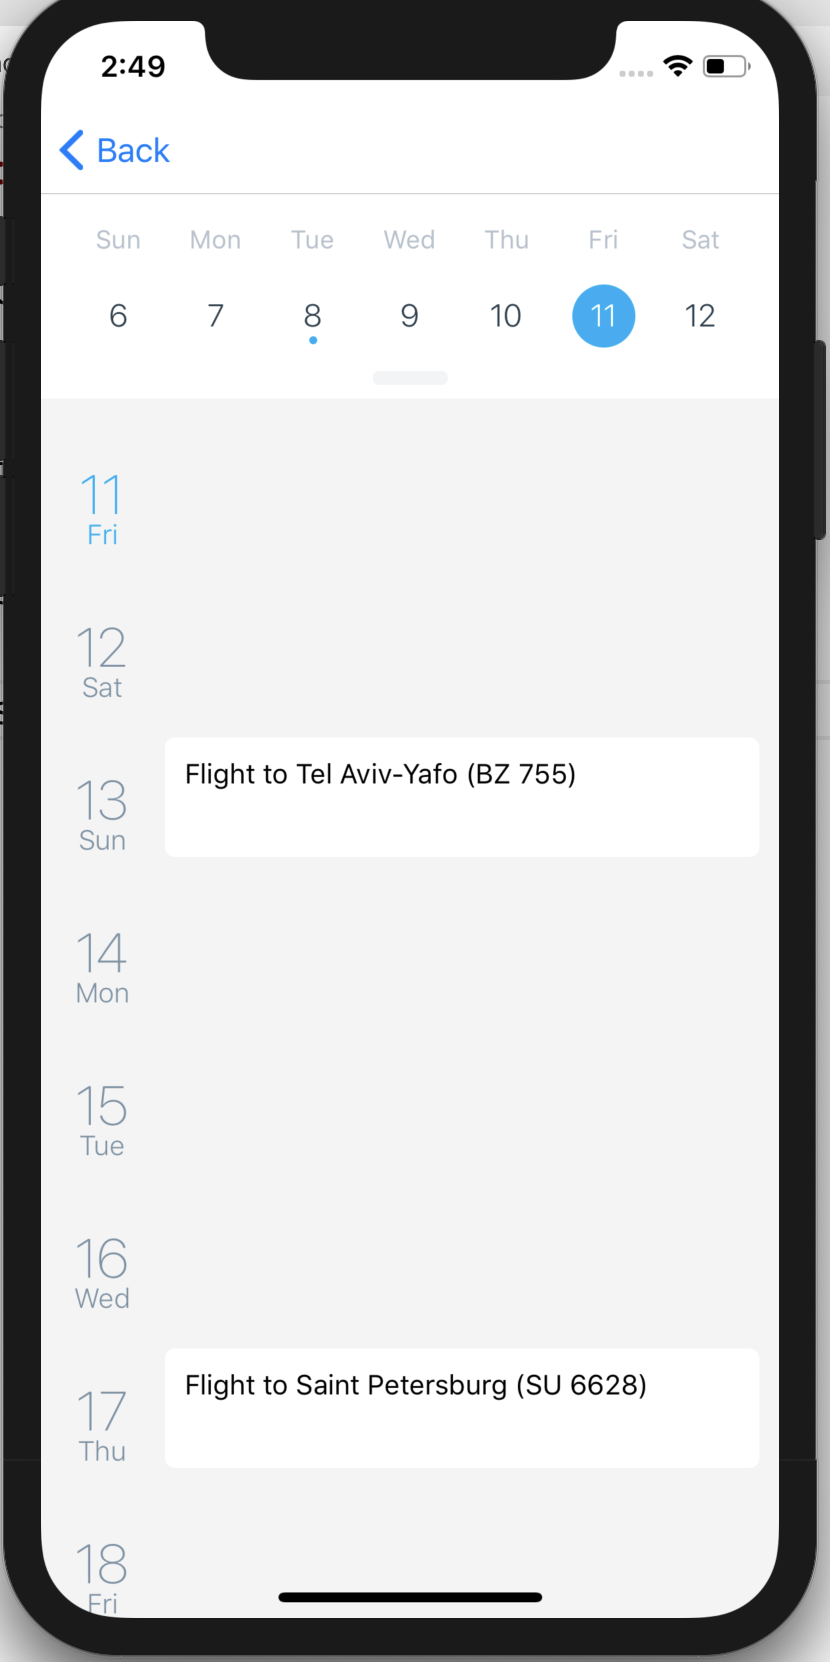 2:49
Back
Sun Mon Tue Wed Thu Fri Sat
6 7 8 9 10 11 12
11
Fri
12
Sat
Flight to Tel Aviv-Yafo (BZ 755)
13
Sun
14
Mon
15
Tue
16
Wed
Flight to Saint Petersburg (SU 6628)
17
Thu
18
Fri